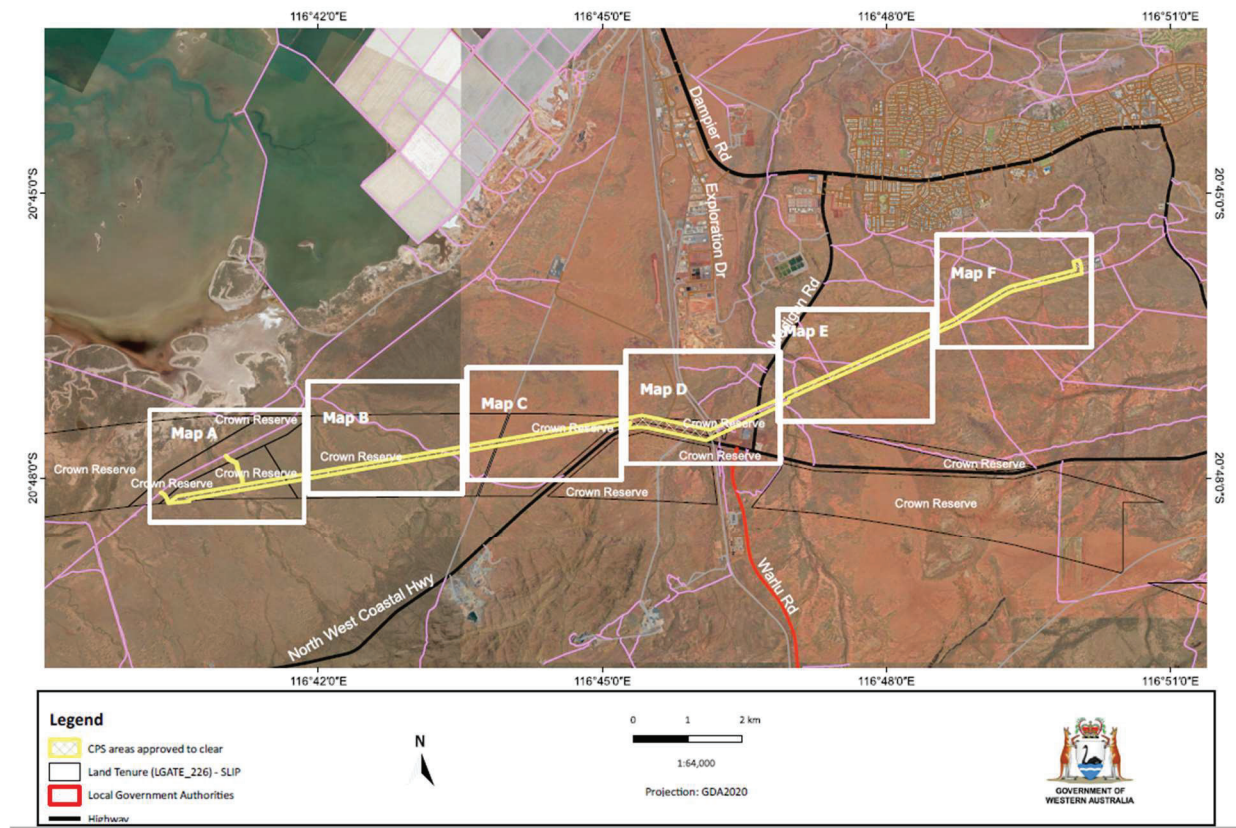 116°42'0"E
116°45'0"E
116°48'0"E
116°51'0"E
20°45'0"S
20°45'0"S
20°48'0"S
20°48'0"S
Dampier Rd
Exploration Dr
Map F
Map E
Map D
Map C
Map B
Map A
Crown Reserve
Crown Reserve
Crown Reserve
Crown Reserve
Crown Reserve
Crown Reserve
Crown Reserve
Crown Reserve
Crown Reserve
Crown Reserve
Crown Reserve
North West Coastal Hwy
Warlu Rd
116°42'0"E
116°45'0"E
116°48'0"E
116°51'0"E
Legend
CPS areas approved to clear
Land Tenure (LGATE_226) - SLIP
Local Government Authorities
Highway
N
0 1 2 km
1:64,000
Projection: GDA2020
GOVERNMENT OF
WESTERN AUSTRALIA